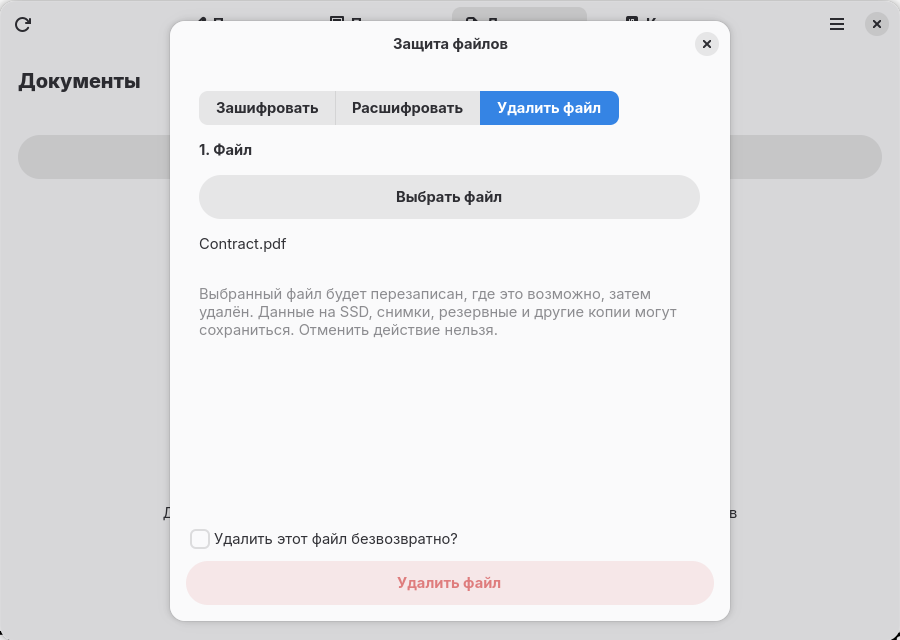 Защита файлов
Документы
Зашифровать Расшифровать Удалить файл
1. Файл
Выбрать файл
Contract.pdf
Выбранный файл будет перезаписан, где это возможно, затем
удалён. Данные на SSD, снимки, резервные и другие копии могут
сохраниться. Отменить действие нельзя.
Удалить этот файл безвозвратно?
Удалить файл